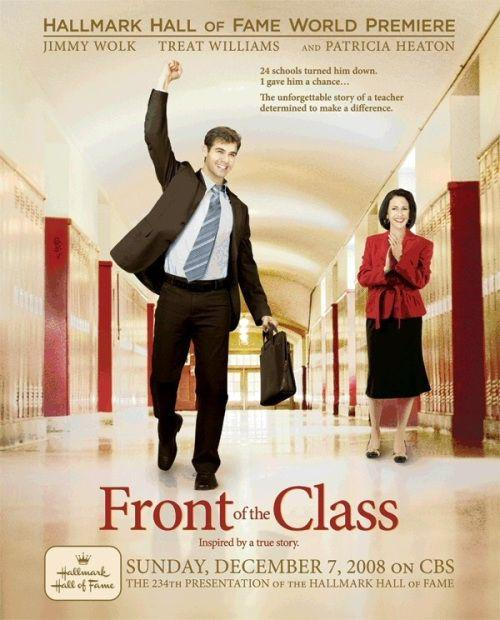 HALLMARK HALL OF FAME WORLD PREMIERE
JIMMY WOLK TREAT WILLIAMS AND PATRICIA HEATON
24 schools turned him down.
I gave him a chance...
The unforgettable story of a teacher
determined to make a difference.
Front of the Class
Inspired by a true story.
Hallmark
Hall of Fame
SUNDAY, DECEMBER 7, 2008 ON CBS
THE 234TH PRESENTATION OF THE HALLMARK HALL OF FAME